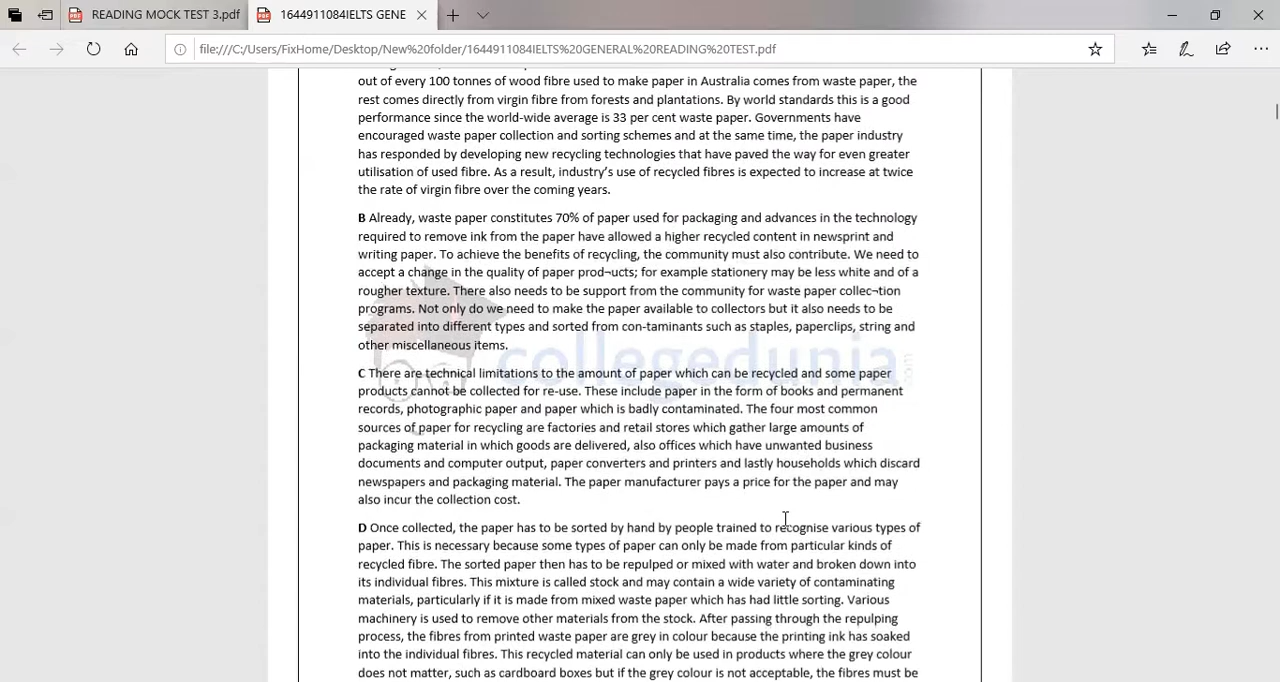 READING MOCK TEST 3.pdf
1644911084IELTS GENE
file:///C:/Users/FixHome/Desktop/New%20folder/1644911084IELTS%20GENERAL%20READING%20TEST.pdf
out of every 100 tonnes of wood fibre used to make paper in Australia comes from waste paper, the
rest comes directly from virgin fibre from forests and plantations. By world standards this is a good
performance since the world-wide average is 33 per cent waste paper. Governments have
encouraged waste paper collection and sorting schemes and at the same time, the paper industry
has responded by developing new recycling technologies that have paved the way for even greater
utilisation of used fibre. As a result, industry's use of recycled fibres is expected to increase at twice
the rate of virgin fibre over the coming years.
B Already, waste paper constitutes 70% of paper used for packaging and advances in the technology
required to remove ink from the paper have allowed a higher recycled content in newsprint and
writing paper. To achieve the benefits of recycling, the community must also contribute. We need to
accept a change in the quality of paper prod¬ucts; for example stationery may be less white and of a
rougher texture. There also needs to be support from the community for waste paper collec¬tion
programs. Not only do we need to make the paper available to collectors but it also needs to be
separated into different types and sorted from con-taminants such as staples, paperclips, string and
other miscellaneous items.
collegedunia
.com
C There are technical limitations to the amount of paper which can be recycled and some paper
products cannot be collected for re-use. These include paper in the form of books and permanent
records, photographic paper and paper which is badly contaminated. The four most common
sources of paper for recycling are factories and retail stores which gather large amounts of
packaging material in which goods are delivered, also offices which have unwanted business
documents and computer output, paper converters and printers and lastly households which discard
newspapers and packaging material. The paper manufacturer pays a price for the paper and may
also incur the collection cost.
D Once collected, the paper has to be sorted by hand by people trained to recognise various types of
paper. This is necessary because some types of paper can only be made from particular kinds of
recycled fibre. The sorted paper then has to be repulped or mixed with water and broken down into
its individual fibres. This mixture is called stock and may contain a wide variety of contaminating
materials, particularly if it is made from mixed waste paper which has had little sorting. Various
machinery is used to remove other materials from the stock. After passing through the repulping
process, the fibres from printed waste paper are grey in colour because the printing ink has soaked
into the individual fibres. This recycled material can only be used in products where the grey colour
does not matter, such as cardboard boxes but if the grey colour is not acceptable, the fibres must be